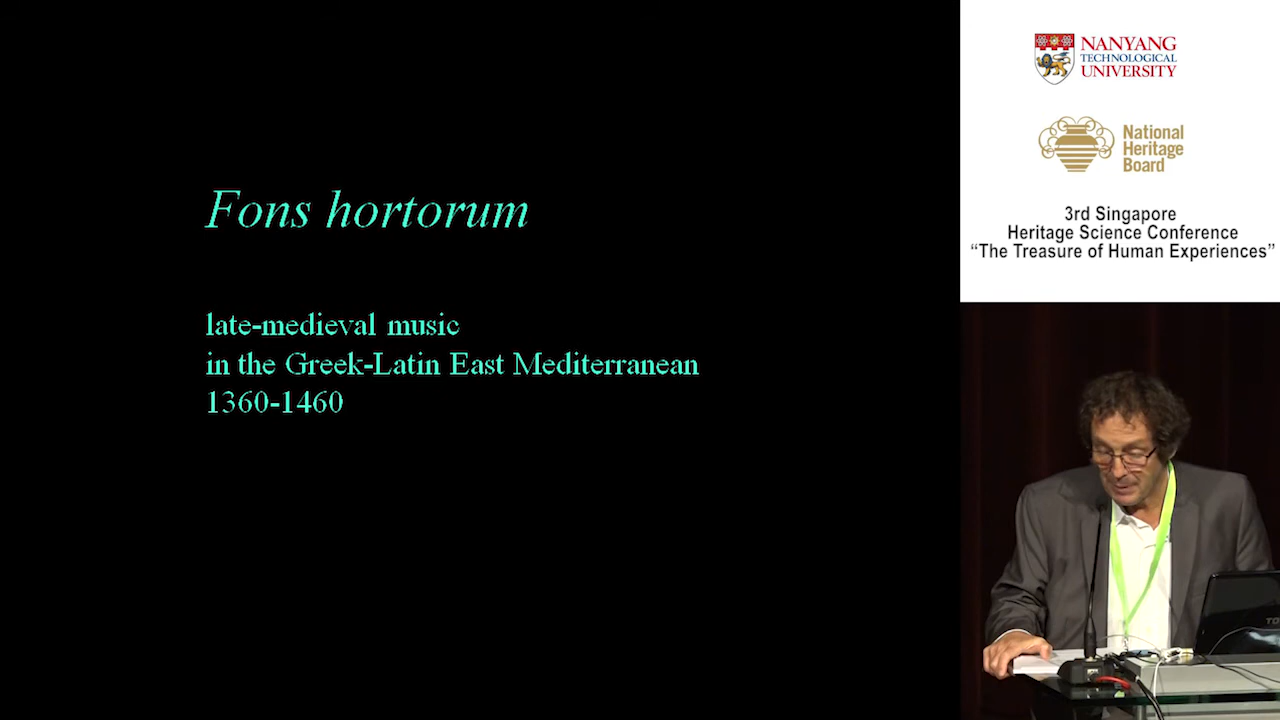 Fons hortorum
late-medieval music
in the Greek-Latin East Mediterranean
1360-1460
NANYANG
TECHNOLOGICAL
UNIVERSITY
National
Heritage
Board
3rd Singapore
Heritage Science Conference
“The Treasure of Human Experiences”